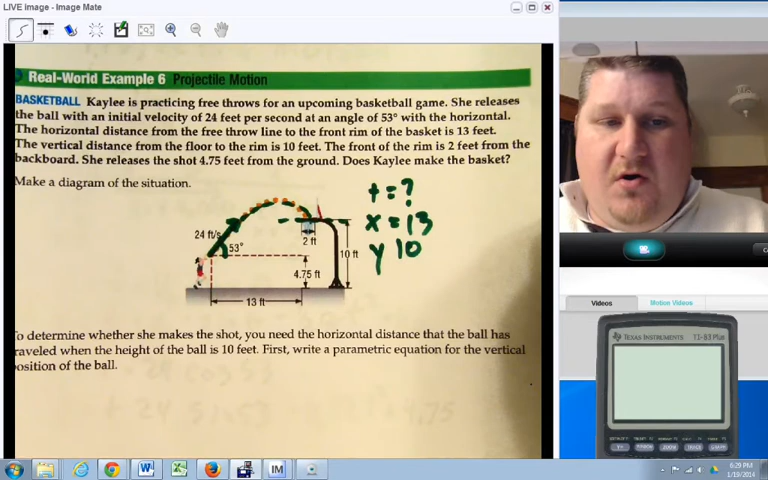 LIVE image - Image Mate
Real-World Example 6 Projectile Motion
BASKETBALL Kaylee is practicing free throws for an upcoming basketball game. She releases
the ball with an initial velocity of 24 feet per second at an angle of 53° with the horizontal.
The horizontal distance from the free throw line to the front rim of the basket is 13 feet.
The vertical distance from the floor to the rim is 10 feet. The front of the rim is 2 feet from the
backboard. She releases the shot 4.75 feet from the ground. Does Kaylee make the basket?
Make a diagram of the situation.
t = ?
x = 13
y 10
24 ft/s
53°
2 ft
10 ft
4.75 ft
13 ft
o determine whether she makes the shot, you need the horizontal distance that the ball has
raveled when the height of the ball is 10 feet. First, write a parametric equation for the vertical
osition of the ball.
Videos
Motion Videos
TEXAS INSTRUMENTS TI-83 Plus
6:29 PM
1/19/2014